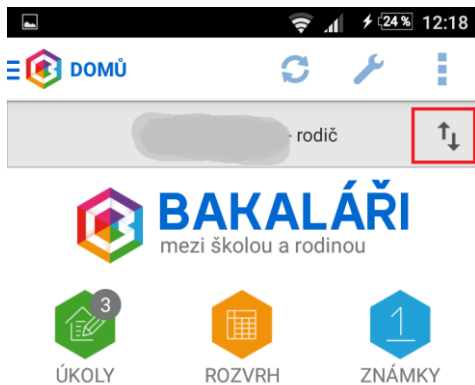 24% 12:18
DOMŮ
- rodič
BAKALÁŘI
mezi školou a rodinou
3
1
ÚKOLY ROZVRH ZNÁMKY